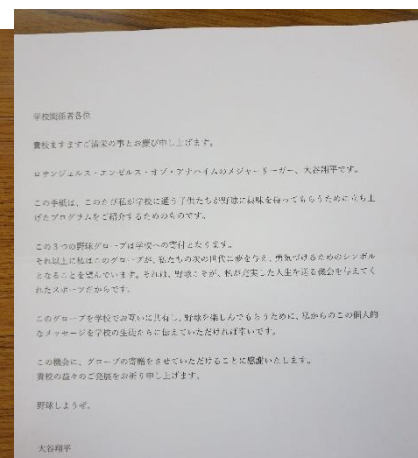 学校関係者各位
貴校ますますご清栄の事とお慶び申し上げます。
ロサンジェルス・エンゼルス・オブ・アナハイムのメジャーリーガー、大谷翔平です。
この手紙は、このたび私が学校に通う子供たちが野球に興味を持ってもらうために立ち上
げたプログラムをご紹介するためのものです。
この3つの野球グローブは学校への寄付となります。
それ以上に私はこのグローブが、私たちの次の世代に夢を与え、勇気づけるためのシンボル
となることを望んでいます。それは、野球こそが、私が充実した人生を送る機会を与えてく
れたスポーツだからです。
このグローブを学校でお互いに共有し、野球を楽しんでもらうために、私からのこの個人的
なメッセージを学校の生徒たちに伝えていただければ幸いです。
この機会に、グローブの寄贈をさせていただけることに感謝いたします。
貴校の益々のご発展をお祈り申し上げます。
野球しようぜ。
大谷翔平